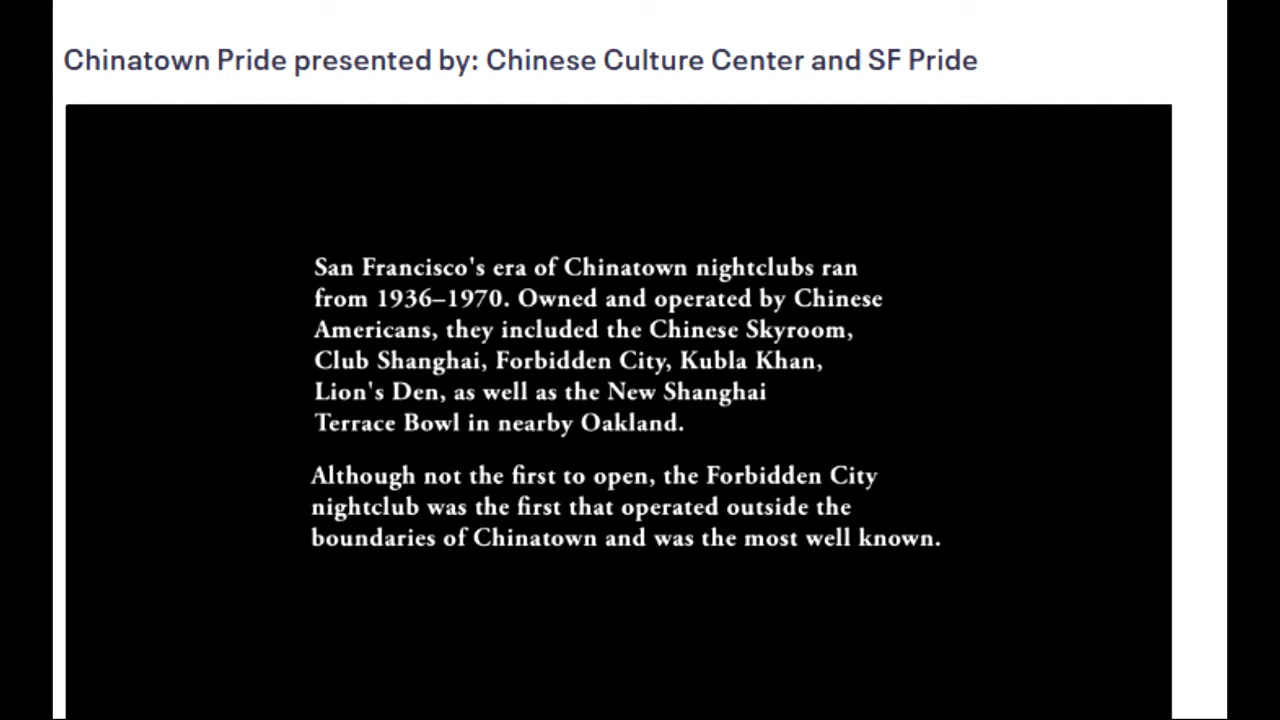 Chinatown Pride presented by: Chinese Culture Center and SF Pride
San Francisco's era of Chinatown nightclubs ran
from 1936–1970. Owned and operated by Chinese
Americans, they included the Chinese Skyroom,
Club Shanghai, Forbidden City, Kubla Khan,
Lion's Den, as well as the New Shanghai
Terrace Bowl in nearby Oakland.
Although not the first to open, the Forbidden City
nightclub was the first that operated outside the
boundaries of Chinatown and was the most well known.